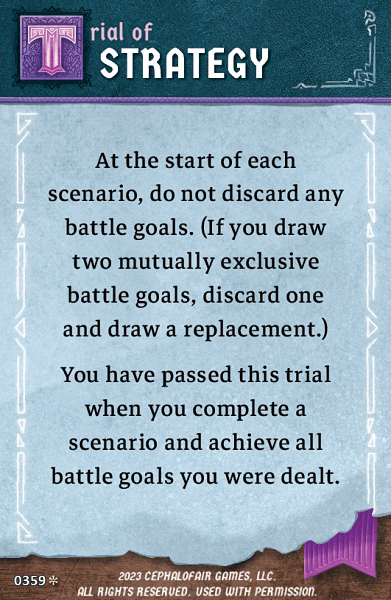 Trial of
STRATEGY
At the start of each
scenario, do not discard any
battle goals. (If you draw
two mutually exclusive
battle goals, discard one
and draw a replacement.)
You have passed this trial
when you complete a
scenario and achieve all
battle goals you were dealt.
0359✻
2023 CEPHALOFAIR GAMES, LLC.
ALL RIGHTS RESERVED. USED WITH PERMISSION.